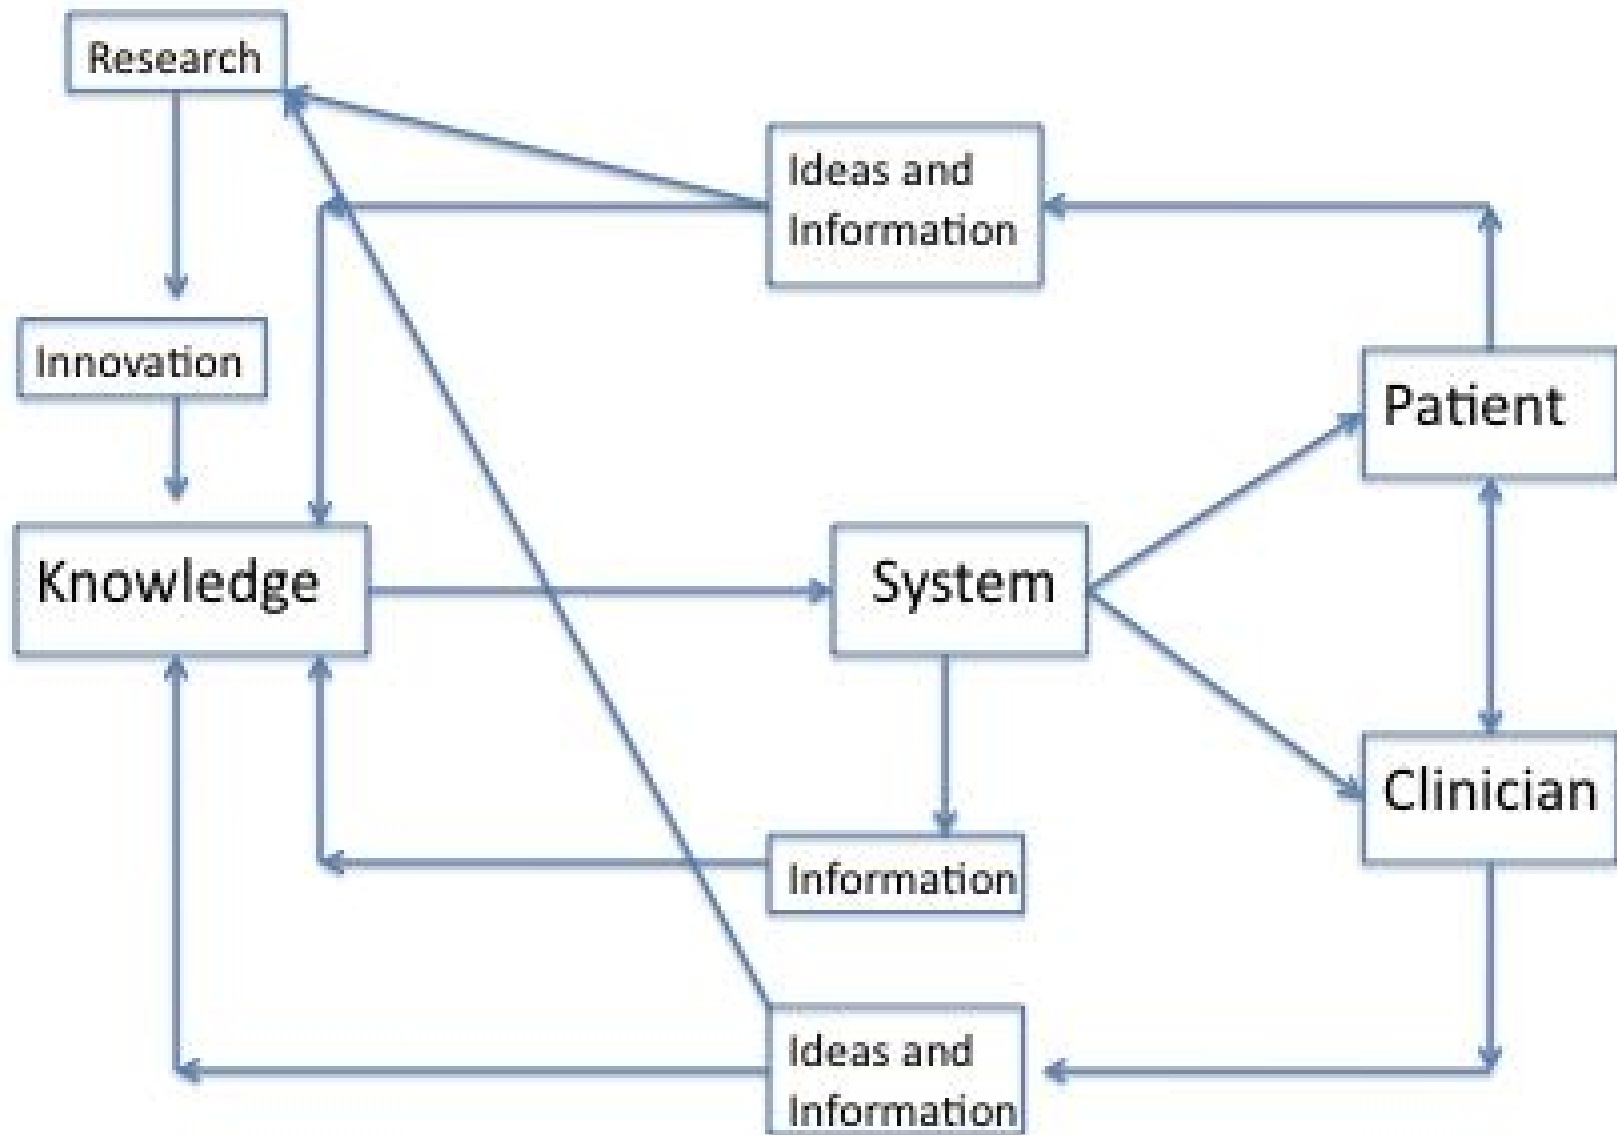 Research
Ideas and
Information
Innovation
Patient
Knowledge
System
Clinician
Information
Ideas and
Information